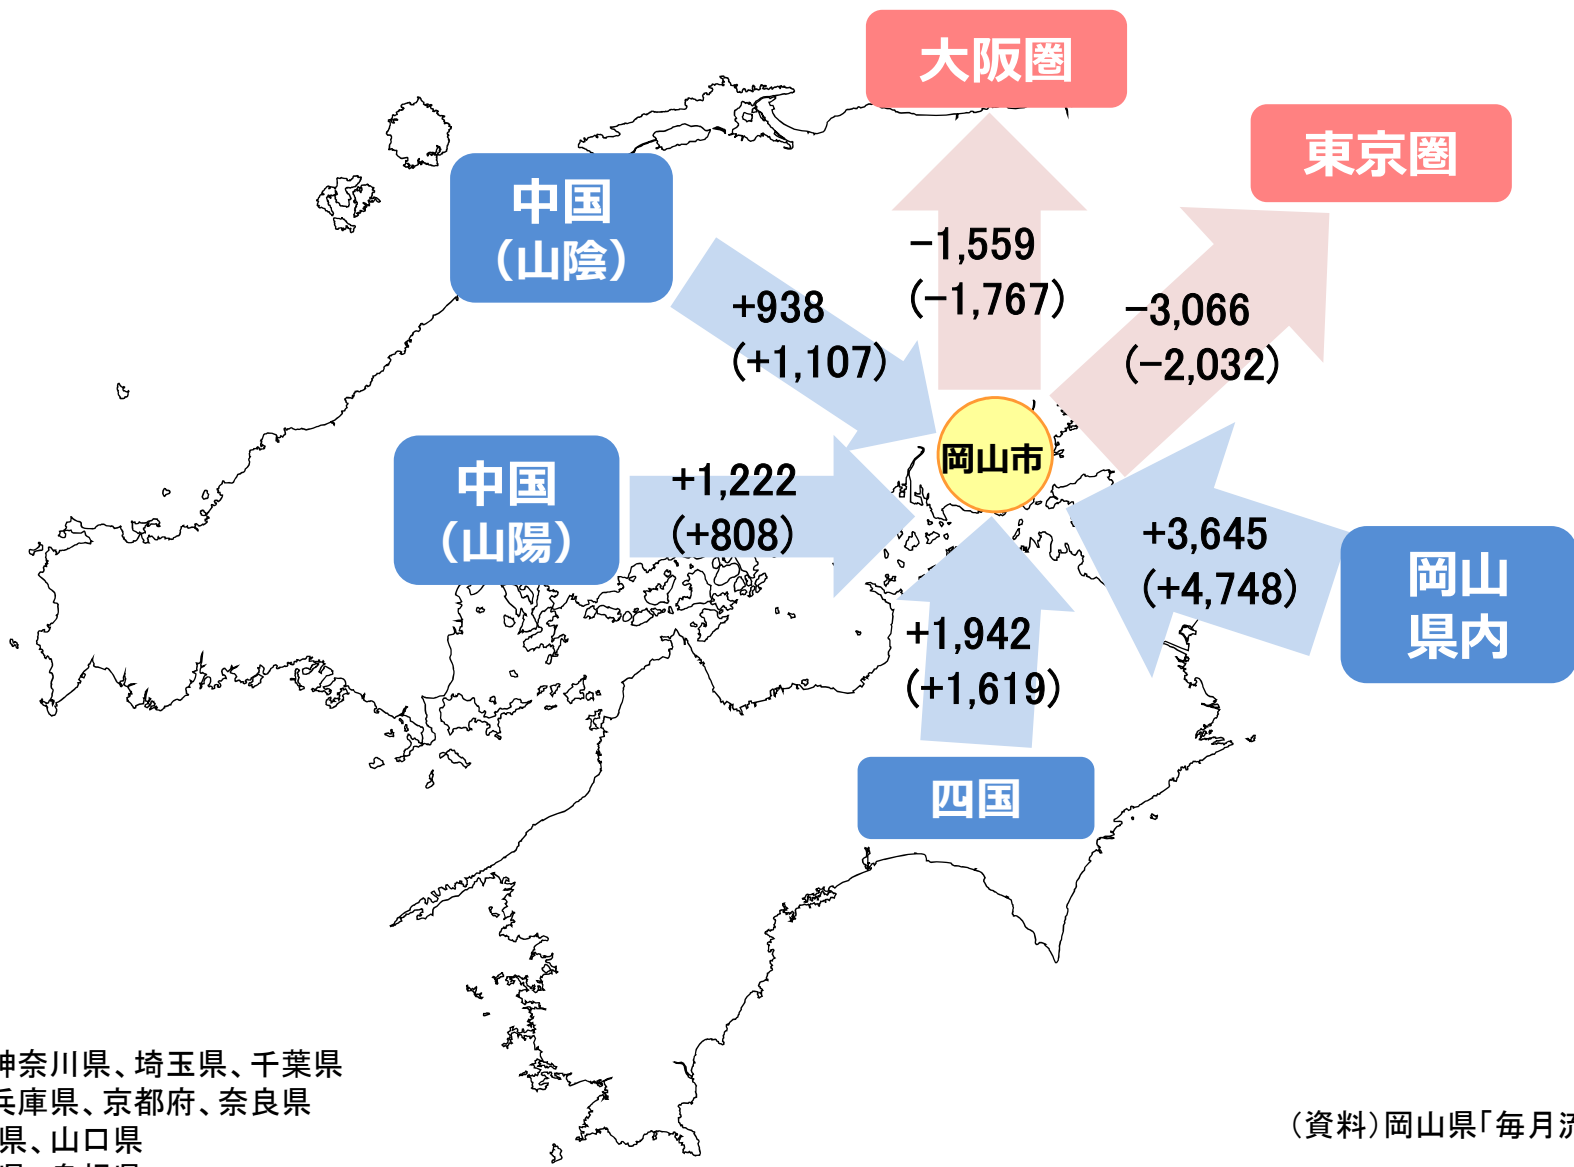 大阪圏
東京圏
中国
（山陰）
−1,559
(−1,767)
+938
(+1,107)
−3,066
(−2,032)
岡山市
中国
（山陽）
+1,222
(+808)
+3,645
(+4,748)
岡山
県内
+1,942
(+1,619)
四国
神奈川県、埼玉県、千葉県
兵庫県、京都府、奈良県
県、山口県
（資料）岡山県「毎月流